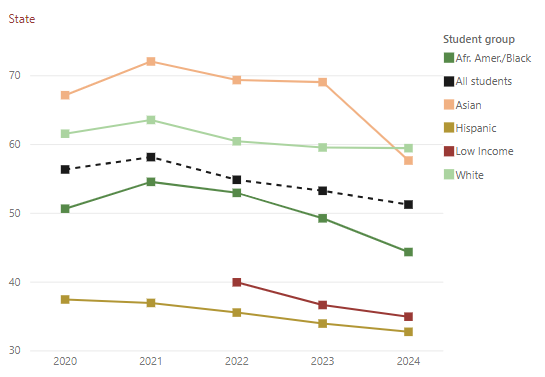 State
Student group
Afr. Amer./Black
All students
Asian
Hispanic
Low Income
White
70
60
50
40
30
2020 2021 2022 2023 2024